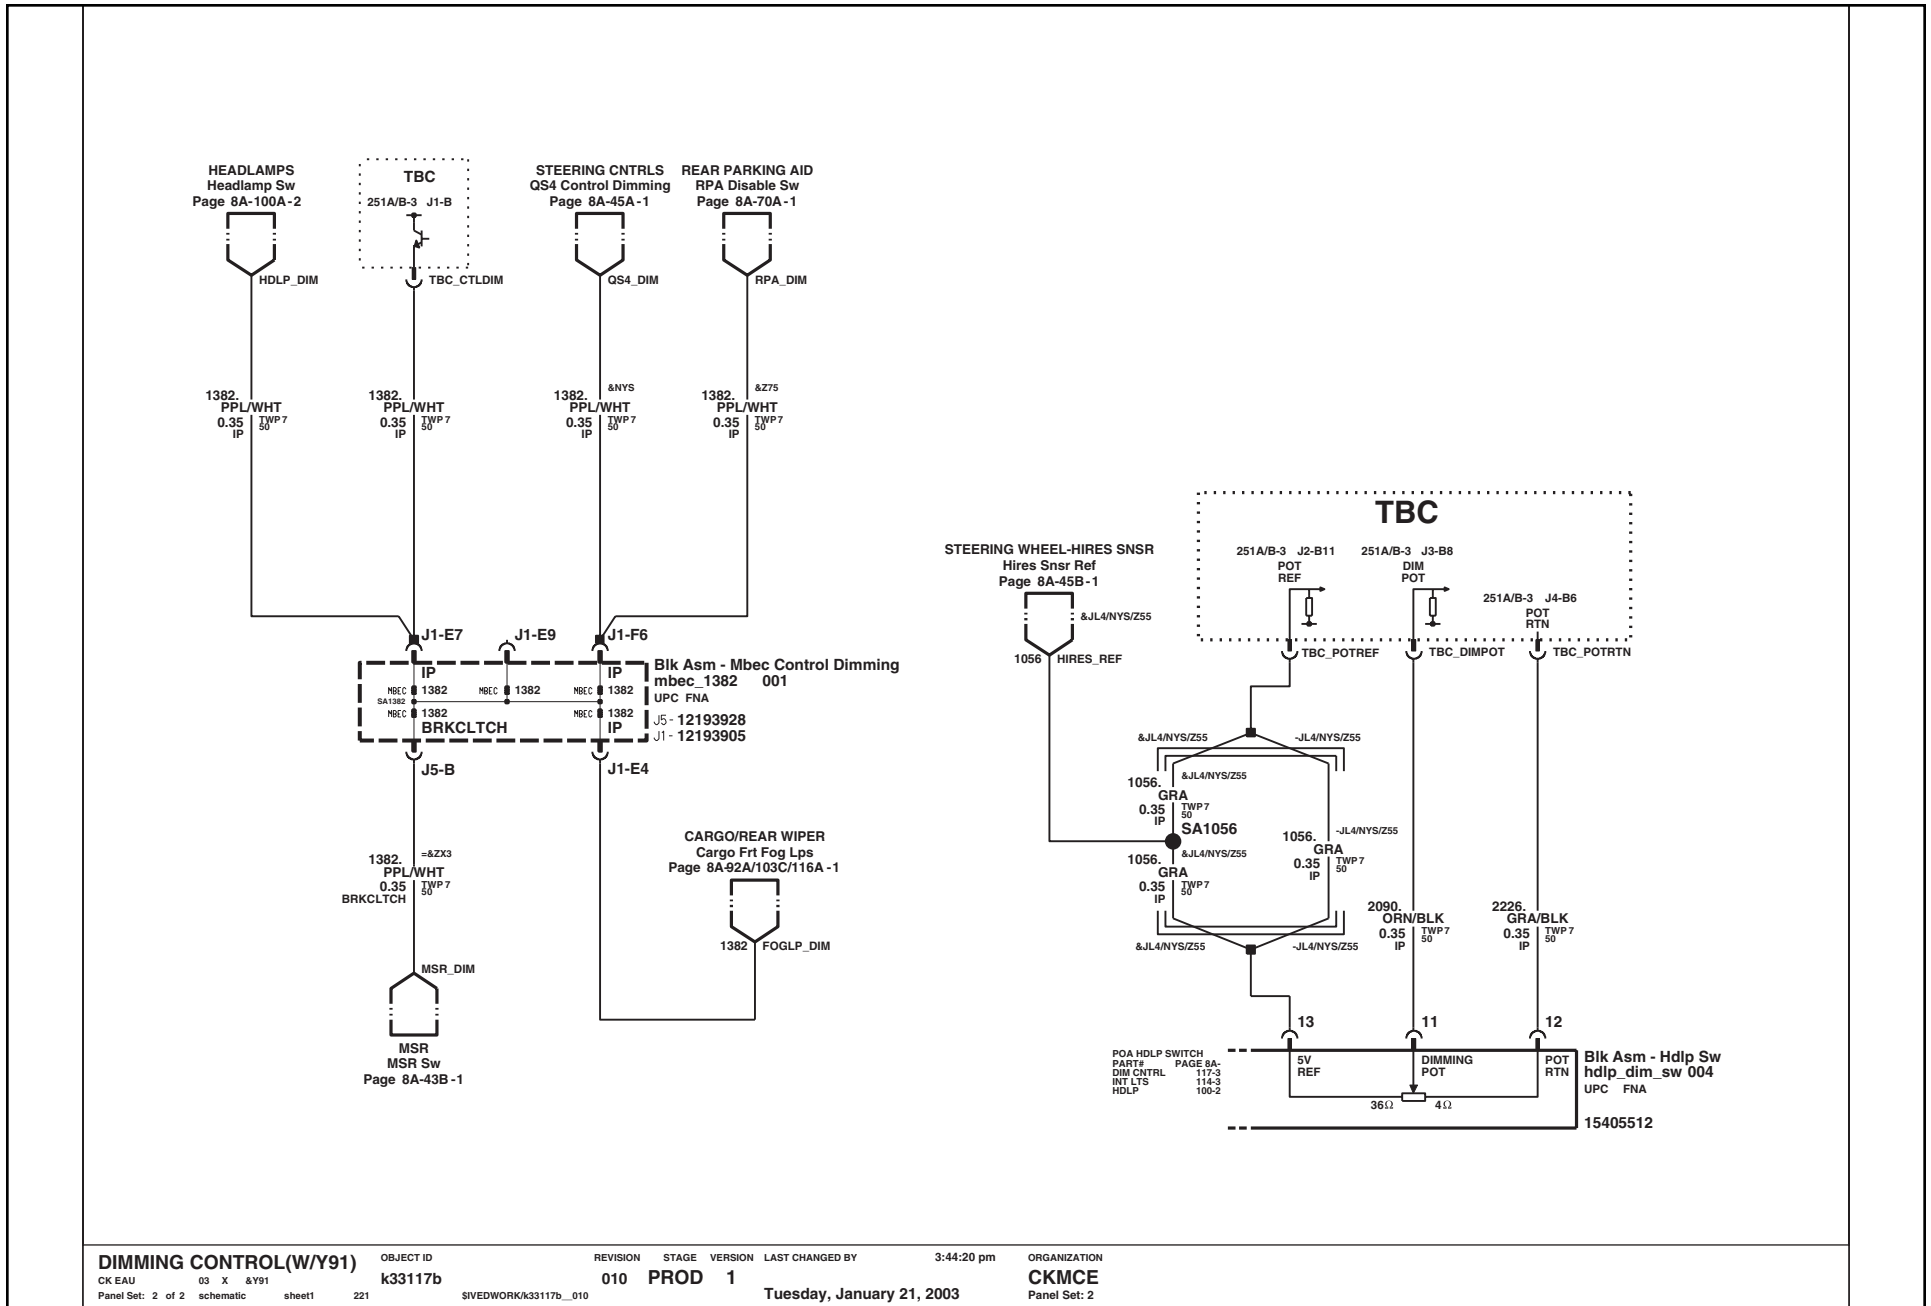 HEADLAMPS
Headlamp Sw
Page 8A-100A-2
HDLP_DIM
TBC
251A/B-3 J1-B
TBC_CTLDIM
STEERING CNTRLS
QS4 Control Dimming
Page 8A-45A-1
QS4_DIM
REAR PARKING AID
RPA Disable Sw
Page 8A-70A-1
RPA_DIM
1382.
PPL/WHT
0.35 TWP7
50
IP
1382.
PPL/WHT
0.35 TWP7
50
IP
&NYS
1382.
PPL/WHT
0.35 TWP7
50
IP
&Z75
1382.
PPL/WHT
0.35 TWP7
50
IP
J1-E7
J1-E9
J1-F6
IP
IP
MBEC 1382
MBEC 1382
MBEC 1382
SA1382
MBEC 1382
MBEC 1382
BRKCLTCH
IP
Blk Asm - Mbec Control Dimming
mbec_1382 001
UPC FNA
J5 - 12193928
J1 - 12193905
J5-B
J1-E4
=&ZX3
1382.
PPL/WHT
0.35 TWP7
50
BRKCLTCH
MSR_DIM
MSR
MSR Sw
Page 8A-43B-1
CARGO/REAR WIPER
Cargo Frt Fog Lps
Page 8A-92A/103C/116A-1
1382 FOGLP_DIM
STEERING WHEEL-HIRES SNSR
Hires Snsr Ref
Page 8A-45B-1
&JL4/NYS/Z55
1056 HIRES_REF
TBC
251A/B-3 J2-B11
POT
REF
251A/B-3 J3-B8
DIM
POT
251A/B-3 J4-B6
POT
RTN
TBC_POTREF
TBC_DIMPOT
TBC_POTRTN
&JL4/NYS/Z55
-JL4/NYS/Z55
&JL4/NYS/Z55
1056.
GRA
0.35 TWP7
50
IP
SA1056
&JL4/NYS/Z55
1056.
GRA
0.35 TWP7
50
IP
-JL4/NYS/Z55
1056.
GRA
0.35 TWP7
50
IP
&JL4/NYS/Z55
-JL4/NYS/Z55
2090.
ORN/BLK
0.35 TWP7
50
IP
2226.
GRA/BLK
0.35 TWP7
50
IP
13
11
12
POA HDLP SWITCH
PART# PAGE 8A-
DIM CNTRL 117-3
INT LTS 114-3
HDLP 100-2
5V
REF
DIMMING
POT
POT
RTN
36Ω
4Ω
Blk Asm - Hdlp Sw
hdlp_dim_sw 004
UPC FNA
15405512
DIMMING CONTROL(W/Y91)
CK EAU 03 X &Y91
Panel Set: 2 of 2 schematic sheet1 221
OBJECT ID
k33117b
$IVEDWORK/k33117b__010
REVISION STAGE VERSION LAST CHANGED BY 3:44:20 pm
010 PROD 1
Tuesday, January 21, 2003
ORGANIZATION
CKMCE
Panel Set: 2